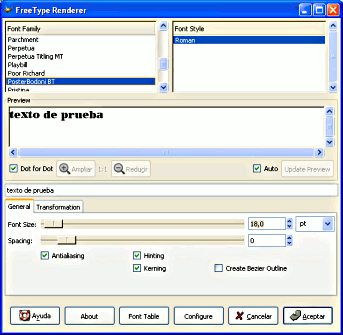 FreeType Renderer
Font Family
Font Style
Parchment
Perpetua
Perpetua Titling MT
Playbill
Poor Richard
PosterBodoni BT
Pristina
Roman
Preview
texto de prueba
Dot for Dot
Ampliar
1:1
Reducir
Auto
Update Preview
texto de prueba
General
Transformation
Font Size:
18,0
pt
Spacing:
0
Antialiasing
Hinting
Kerning
Create Bezier Outline
Ayuda
About
Font Table
Configure
Cancelar
Aceptar